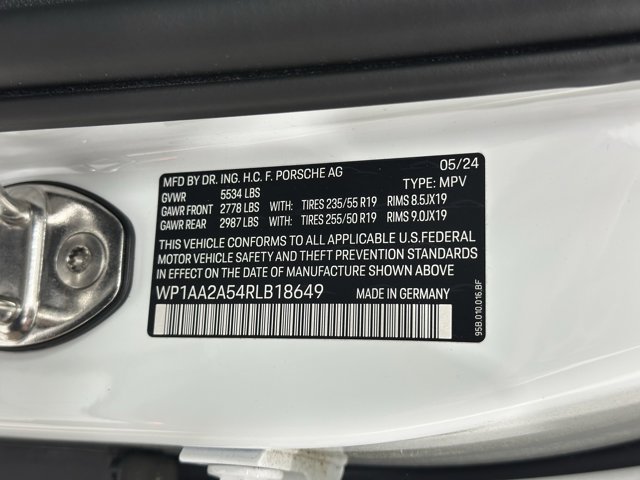 MFD BY DR. ING. H.C. F. PORSCHE AG 05/24
GVWR 5534 LBS TYPE: MPV
GAWR FRONT 2778 LBS WITH: TIRES 235/55 R19 RIMS 8.5JX19
GAWR REAR 2987 LBS WITH: TIRES 255/50 R19 RIMS 9.0JX19
THIS VEHICLE CONFORMS TO ALL APPLICABLE U.S.FEDERAL
MOTOR VEHICLE SAFETY AND THEFT PREVENTION STANDARDS
IN EFFECT ON THE DATE OF MANUFACTURE SHOWN ABOVE
WP1AA2A54RLB18649 MADE IN GERMANY
95B.010.016.BF